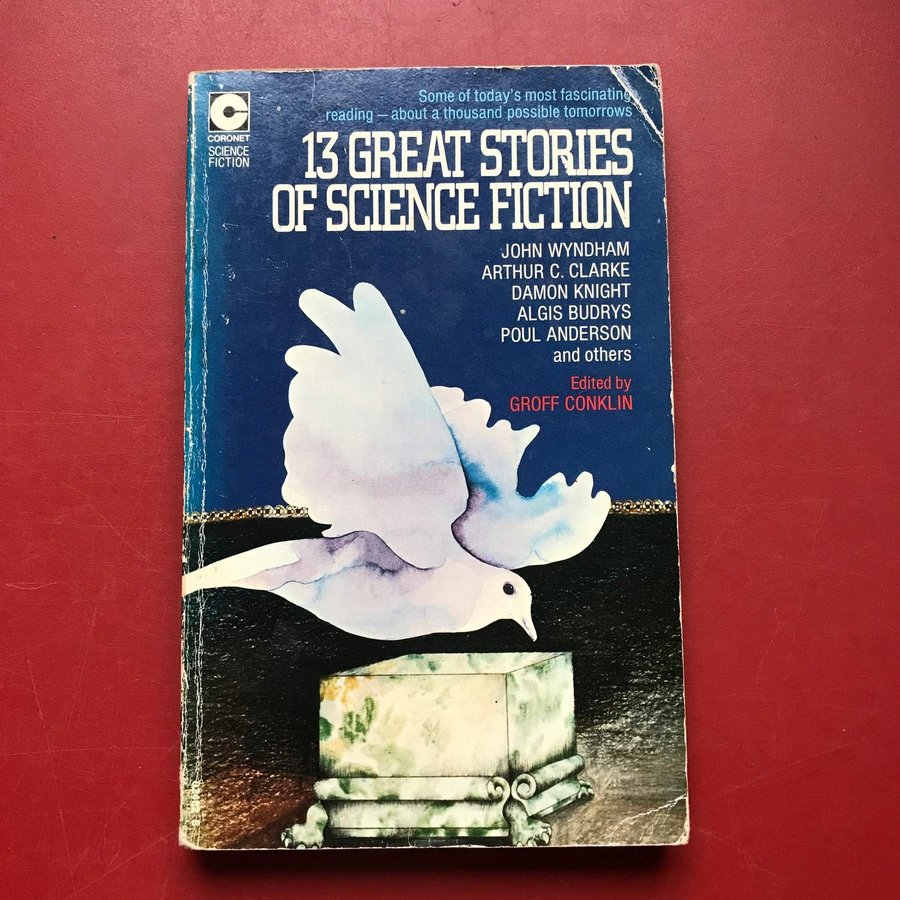 Some of today's most fascinating
reading — about a thousand possible tomorrows
CORONET
SCIENCE
FICTION
13 GREAT STORIES
OF SCIENCE FICTION
JOHN WYNDHAM
ARTHUR C. CLARKE
DAMON KNIGHT
ALGIS BUDRYS
POUL ANDERSON
and others
Edited by
GROFF CONKLIN